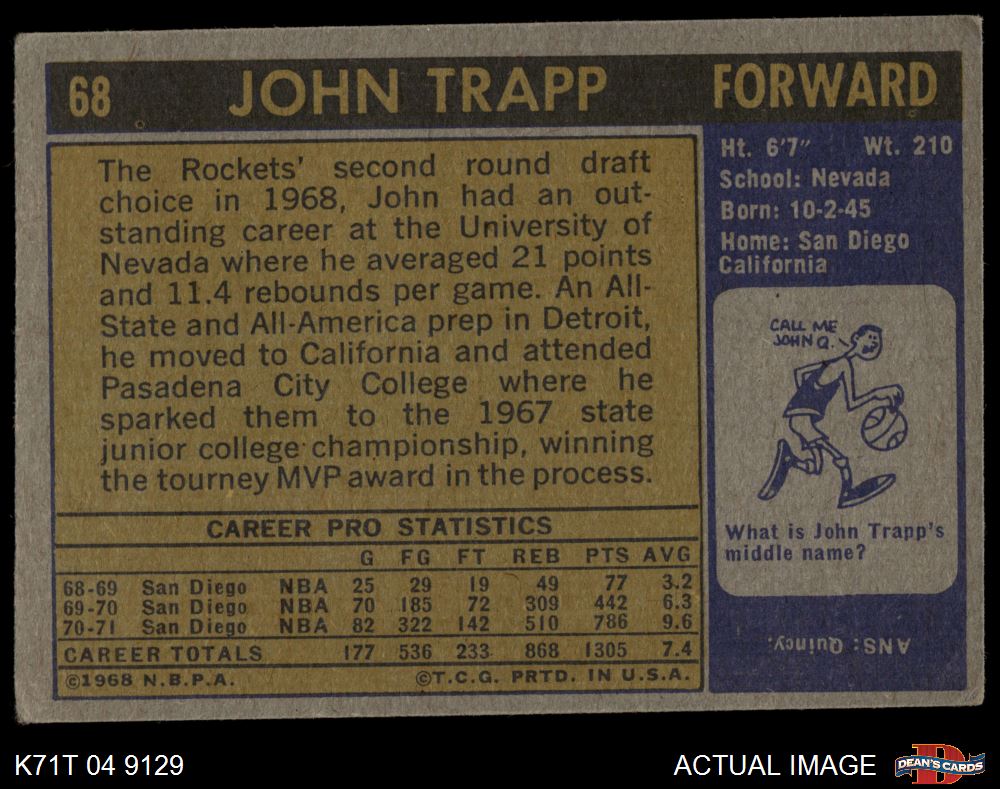 68 JOHN TRAPP FORWARD
The Rockets' second round draft
choice in 1968, John had an out-
standing career at the University of
Nevada where he averaged 21 points
and 11.4 rebounds per game. An All-
State and All-America prep in Detroit,
he moved to California and attended
Pasadena City College where he
sparked them to the 1967 state
junior college championship, winning
the tourney MVP award in the process.
Ht. 6'7" Wt. 210
School: Nevada
Born: 10-2-45
Home: San Diego
California
CALL ME
JOHN Q.
What is John Trapp's
middle name?
ANS: Quincy.
CAREER PRO STATISTICS
G FG FT REB PTS AVG
68-69 San Diego NBA 25 29 19 49 77 3.2
69-70 San Diego NBA 70 185 72 309 442 6.3
70-71 San Diego NBA 82 322 142 510 786 9.6
CAREER TOTALS 177 536 233 868 1305 7.4
©1968 N.B.P.A. ©T.C.G. PRTD. IN U.S.A.
K71T 04 9129 ACTUAL IMAGE D DEAN'S CARDS